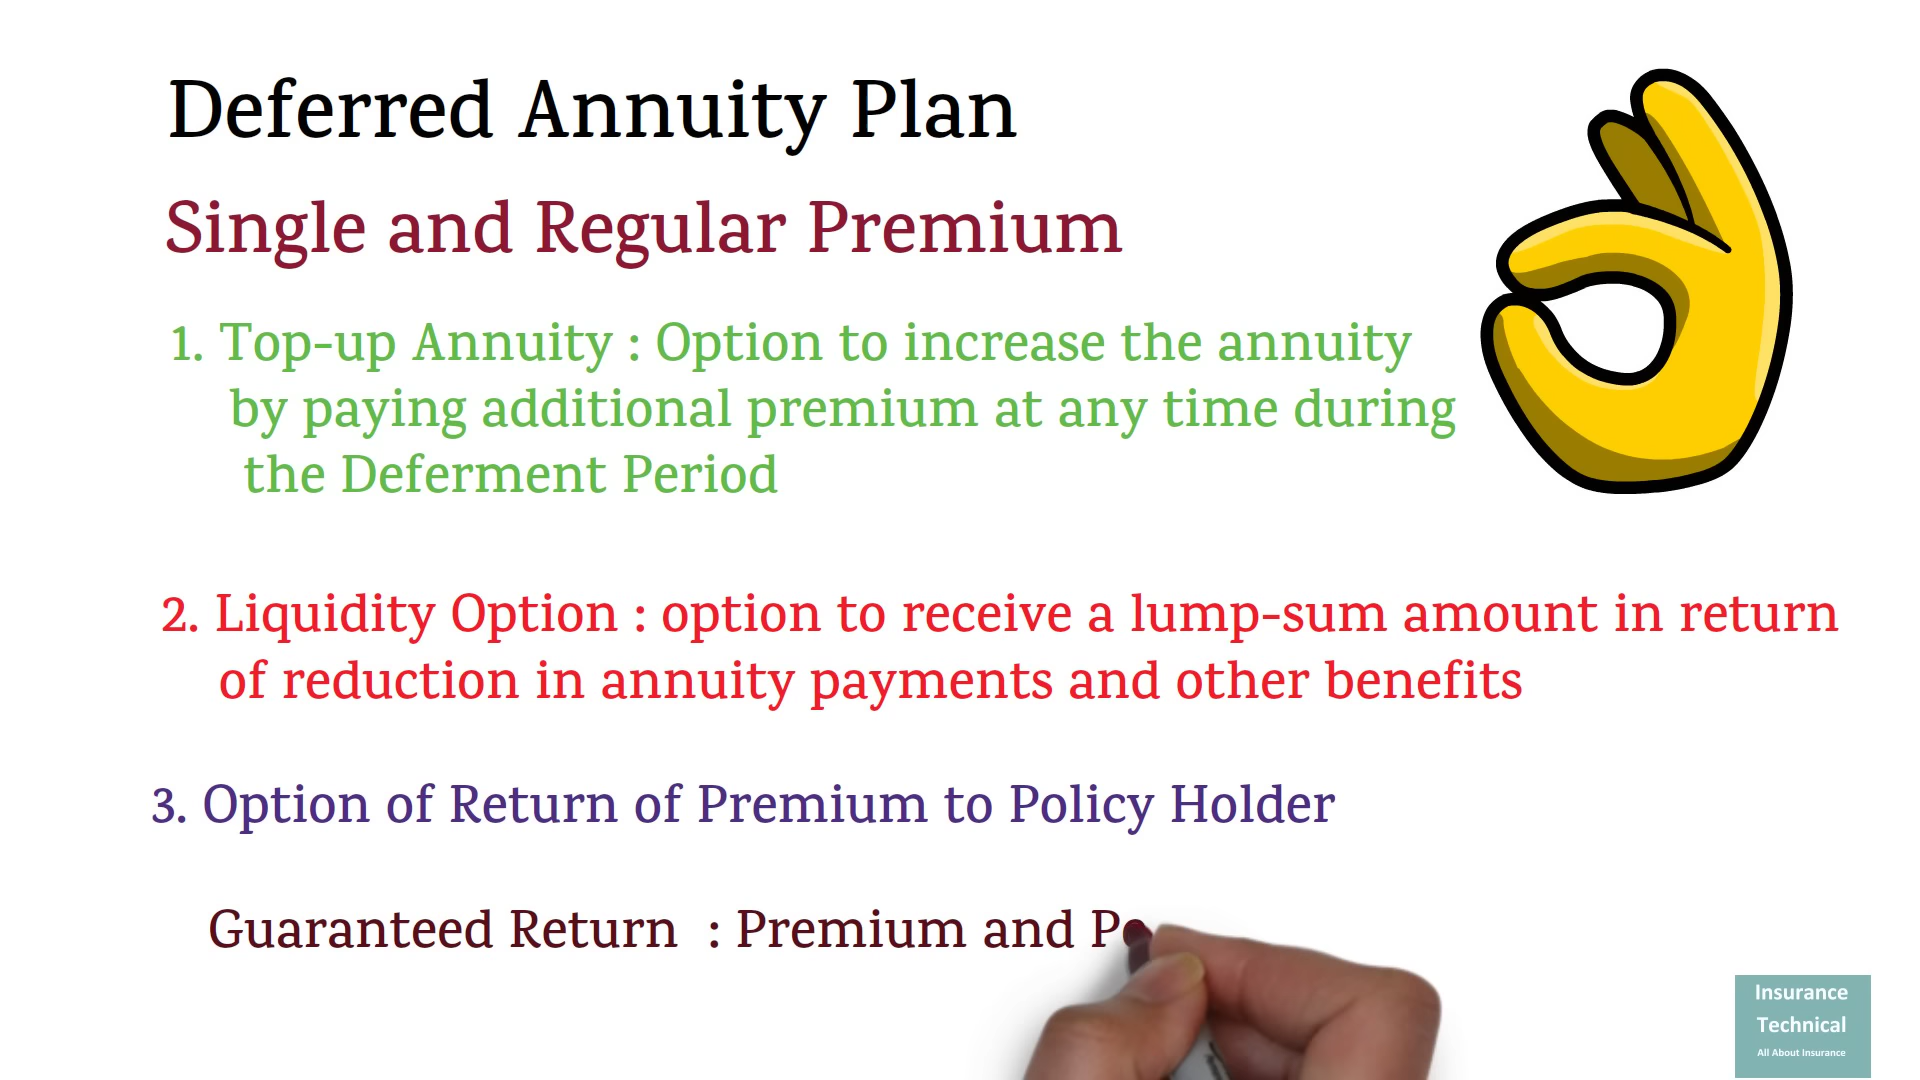 Deferred Annuity Plan
Single and Regular Premium
1. Top-up Annuity : Option to increase the annuity
by paying additional premium at any time during
the Deferment Period
2. Liquidity Option : option to receive a lump-sum amount in return
of reduction in annuity payments and other benefits
3. Option of Return of Premium to Policy Holder
Guaranteed Return : Premium and
Insurance
Technical
All About Insurance